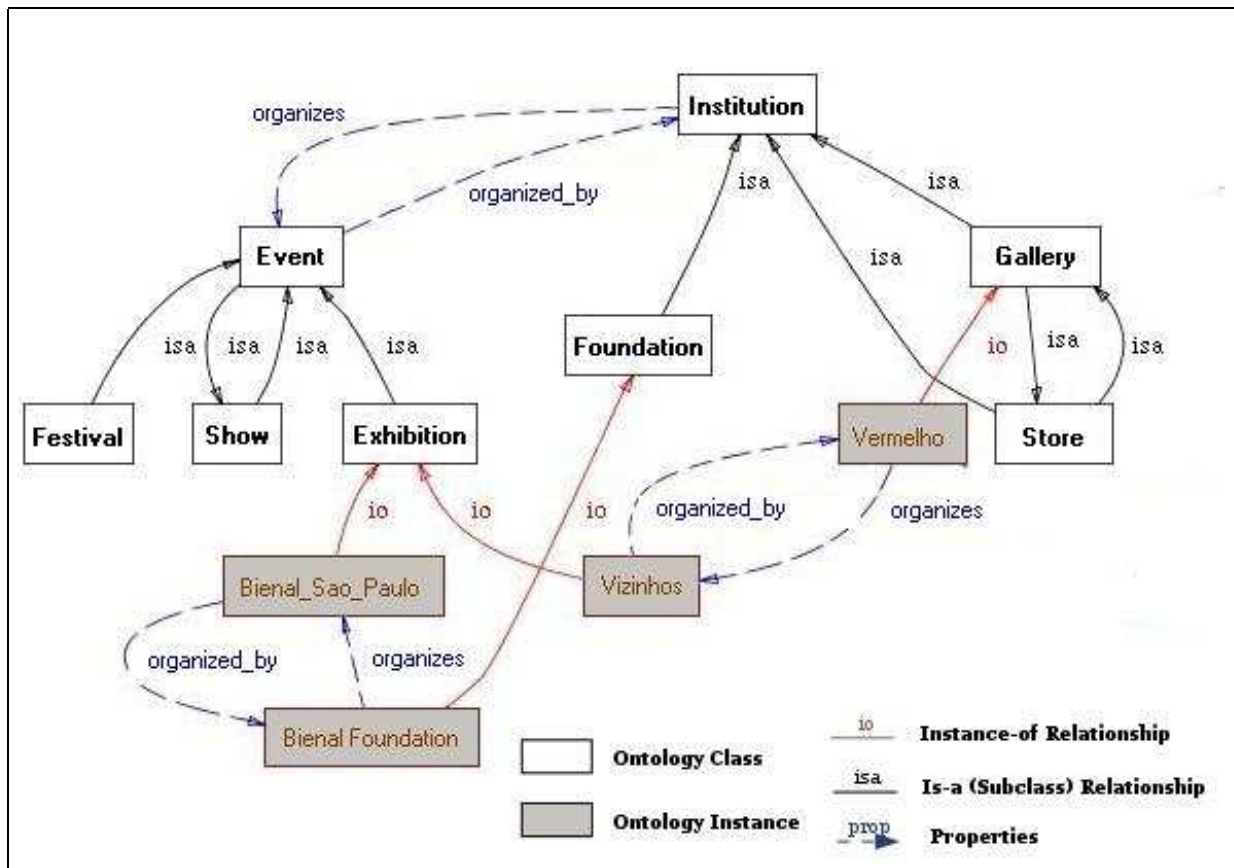 Institution
organizes
organized_by
isa
isa
isa
Event
Gallery
isa
isa
isa
isa
Foundation
isa
isa
io
Festival
Show
Exhibition
Vermelho
Store
io
io
io
organized_by
organizes
Bienal_Sao_Paulo
Vizinhos
organized_by
organizes
Bienal Foundation
Ontology Class
Ontology Instance
io
Instance-of Relationship
isa
Is-a (Subclass) Relationship
prop
Properties